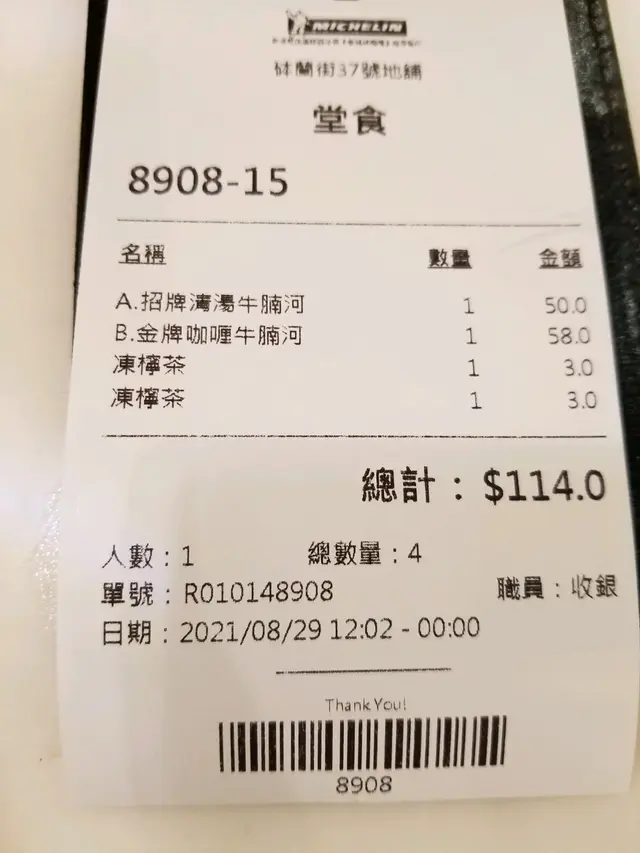 MICHELIN
砵蘭街37號地舖
堂食
8908-15
名稱 數量 金額
A.招牌清湯牛腩河 1 50.0
B.金牌咖喱牛腩河 1 58.0
凍檸茶 1 3.0
凍檸茶 1 3.0
總計：$114.0
人數：1 總數量：4
單號：R010148908 職員：收銀
日期：2021/08/29 12:02 - 00:00
Thank You!
8908